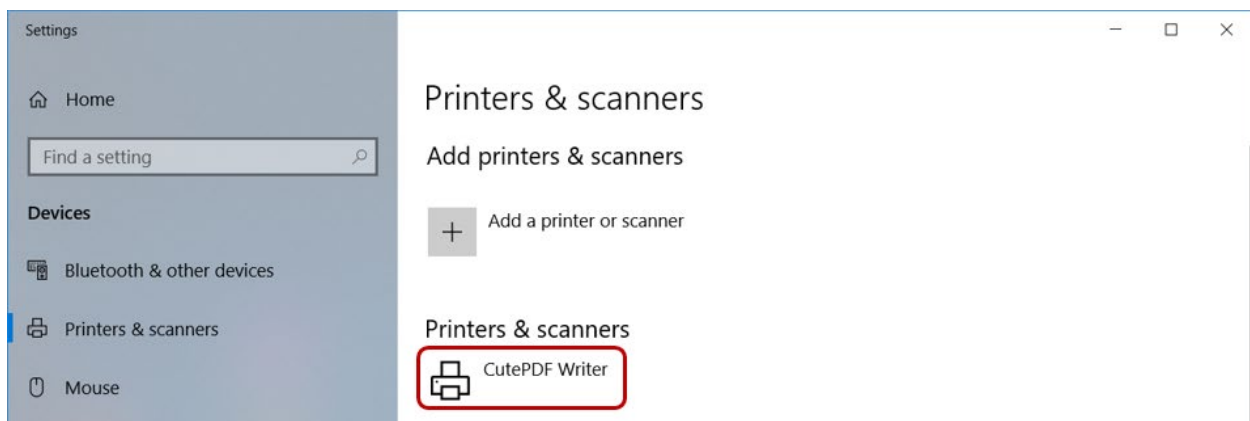 Settings
Home
Find a setting
Devices
Bluetooth & other devices
Printers & scanners
Mouse
Printers & scanners
Add printers & scanners
Add a printer or scanner
Printers & scanners
CutePDF Writer